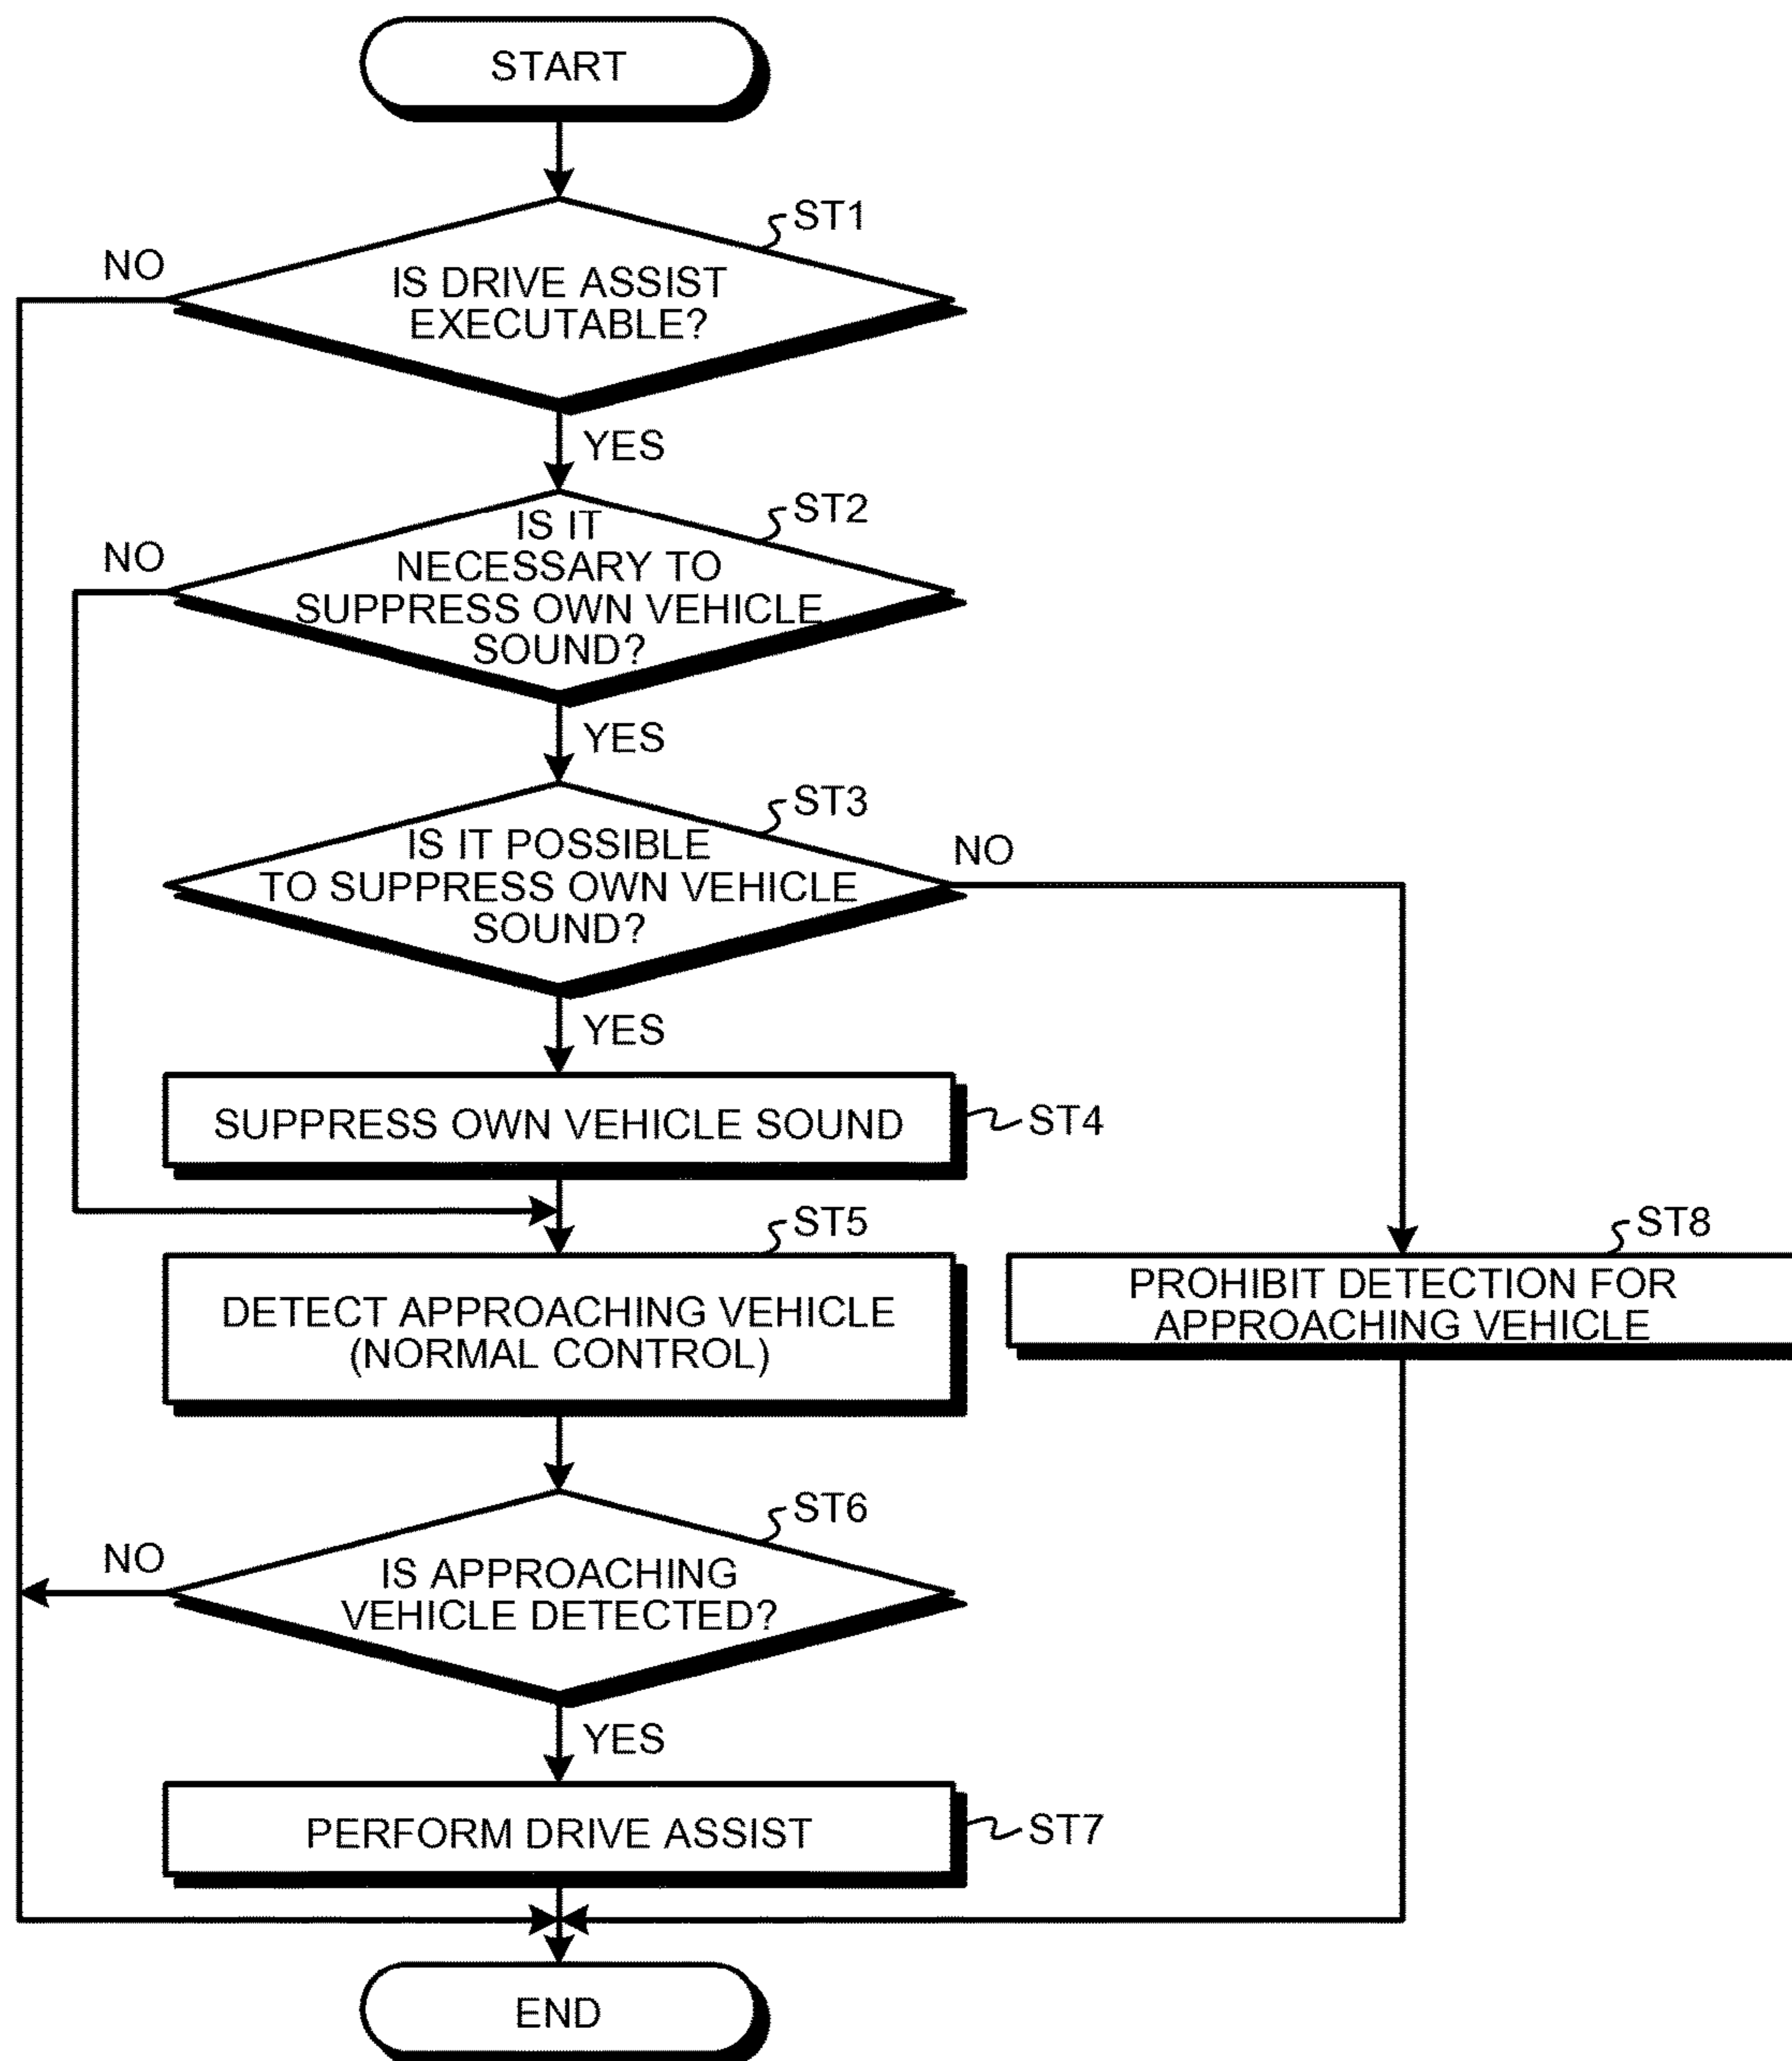 START
ST1
NO
IS DRIVE ASSIST
EXECUTABLE?
YES
ST2
NO
IS IT
NECESSARY TO
SUPPRESS OWN VEHICLE
SOUND?
YES
ST3
IS IT POSSIBLE
TO SUPPRESS OWN VEHICLE
SOUND?
NO
YES
SUPPRESS OWN VEHICLE SOUND
ST4
ST5
DETECT APPROACHING VEHICLE
(NORMAL CONTROL)
ST8
PROHIBIT DETECTION FOR
APPROACHING VEHICLE
ST6
NO
IS APPROACHING
VEHICLE DETECTED?
YES
PERFORM DRIVE ASSIST
ST7
END